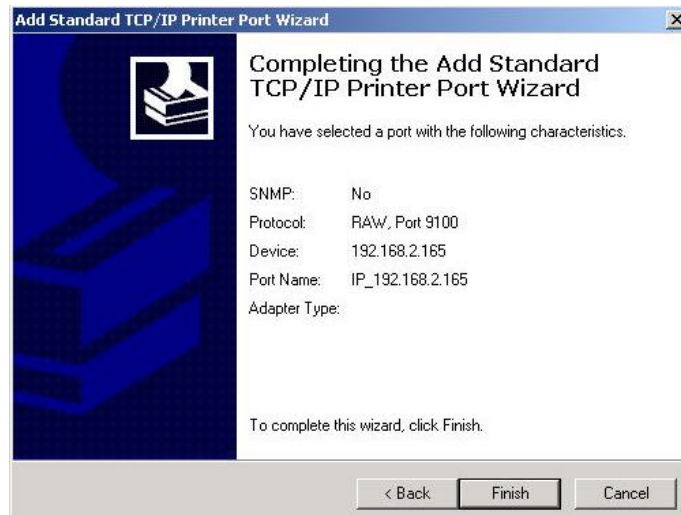 Add Standard TCP/IP Printer Port Wizard
Completing the Add Standard
TCP/IP Printer Port Wizard
You have selected a port with the following characteristics.
SNMP: No
Protocol: RAW, Port 9100
Device: 192.168.2.165
Port Name: IP_192.168.2.165
Adapter Type:
To complete this wizard, click Finish.
< Back Finish Cancel